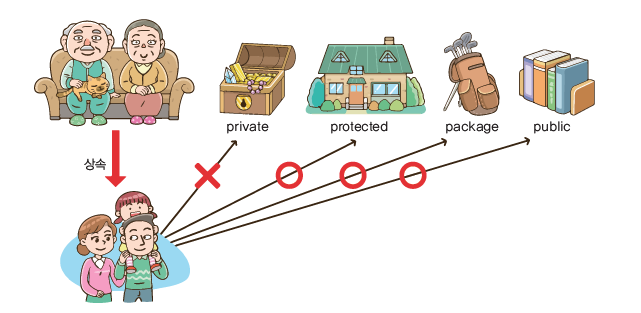 private
protected
package
public
상속